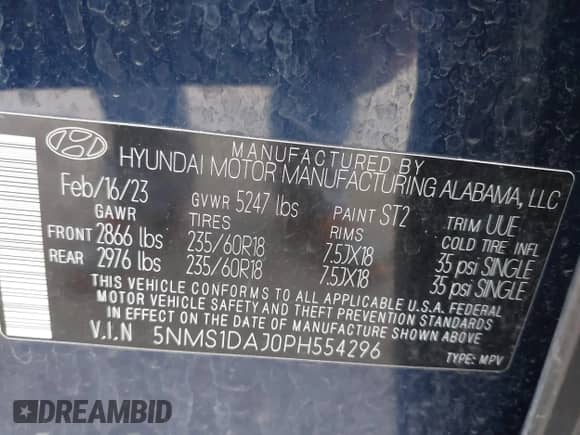 MANUFACTURED BY
HYUNDAI MOTOR MANUFACTURING ALABAMA, LLC
Feb/16/23 GVWR 5247 lbs PAINT ST2 TRIM UUE
GAWR TIRES RIMS COLD TIRE INFL
FRONT 2866 lbs 235/60R18 7.5JX18 35 psi SINGLE
REAR 2976 lbs 235/60R18 7.5JX18 35 psi SINGLE
THIS VEHICLE CONFORMS TO ALL APPLICABLE U.S.A. FEDERAL
MOTOR VEHICLE SAFETY AND THEFT PREVENTION STANDARDS
IN EFFECT ON THE DATE OF MANUFACTURE SHOWN ABOVE
V.I.N 5NMS1DAJ0PH554296 TYPE: MPV
DREAMBID